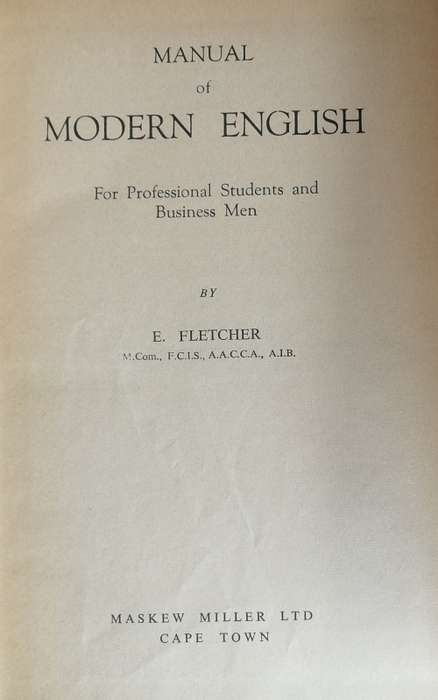 MANUAL
of
MODERN ENGLISH
For Professional Students and
Business Men
BY
E. FLETCHER
M.Com., F.C.I.S., A.A.C.C.A., A.I.B.
MASKEW MILLER LTD
CAPE TOWN